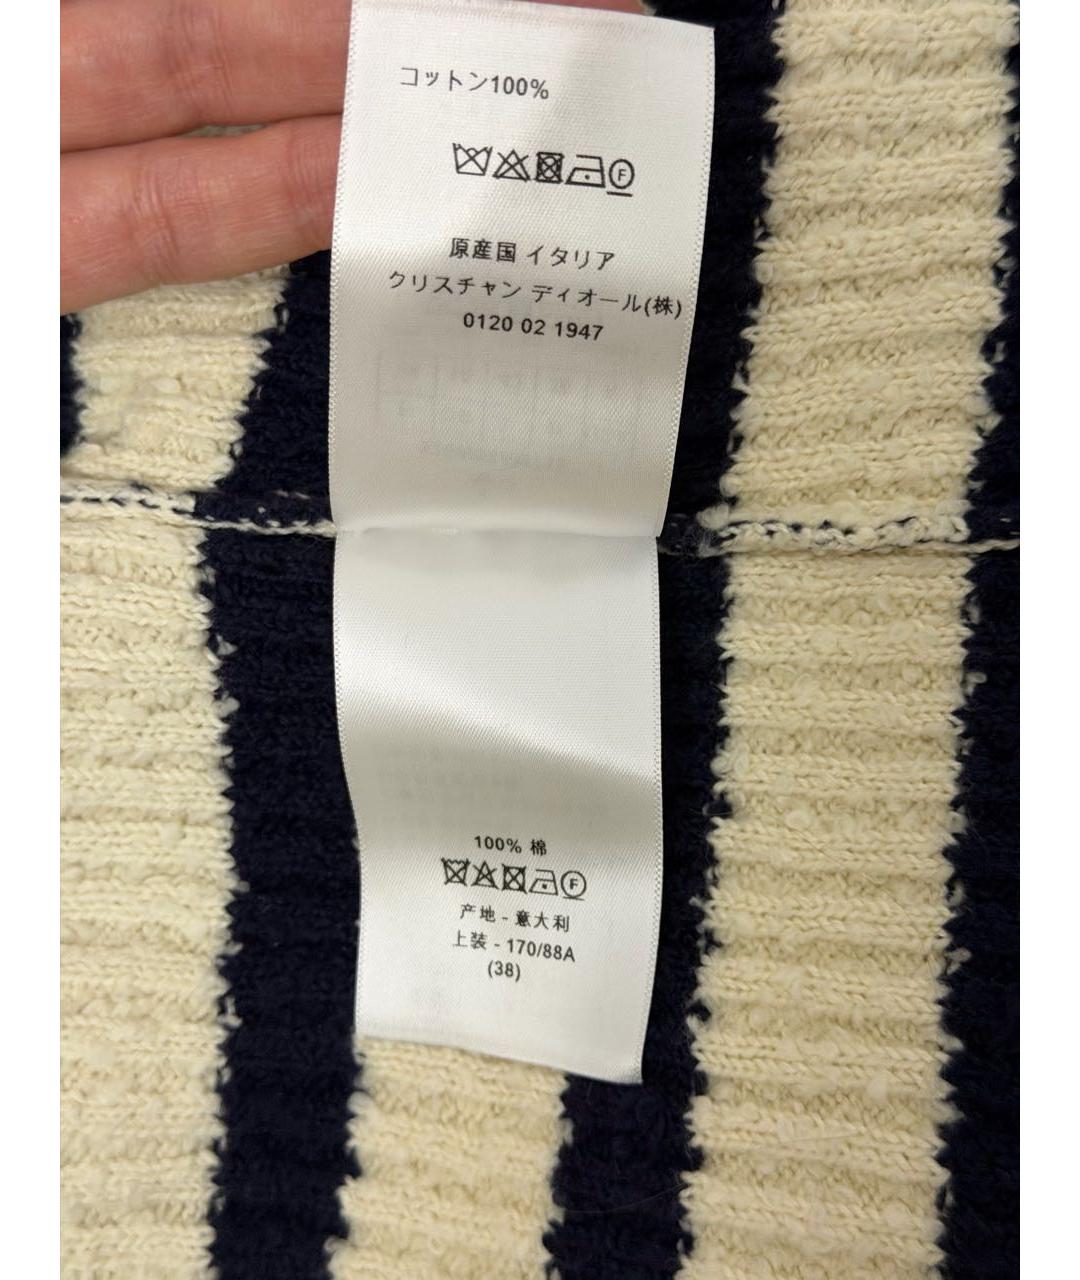 コットン100%
F
原産国 イタリア
クリスチャン ディオール(株)
0120 02 1947
100% 棉
F
产地 - 意大利
上装 - 170/88A
(38)